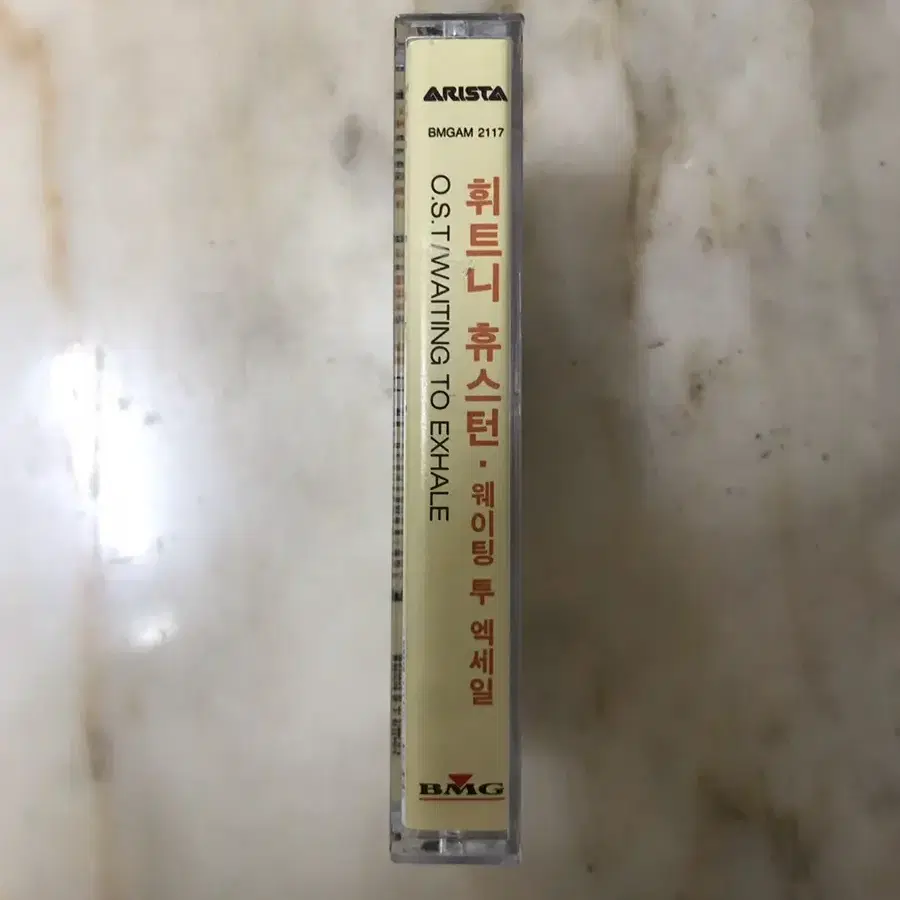 ARISTA
BMGAM 2117
휘트니 휴스턴 · 웨이팅 투 엑세일
O.S.T/WAITING TO EXHALE
BMG